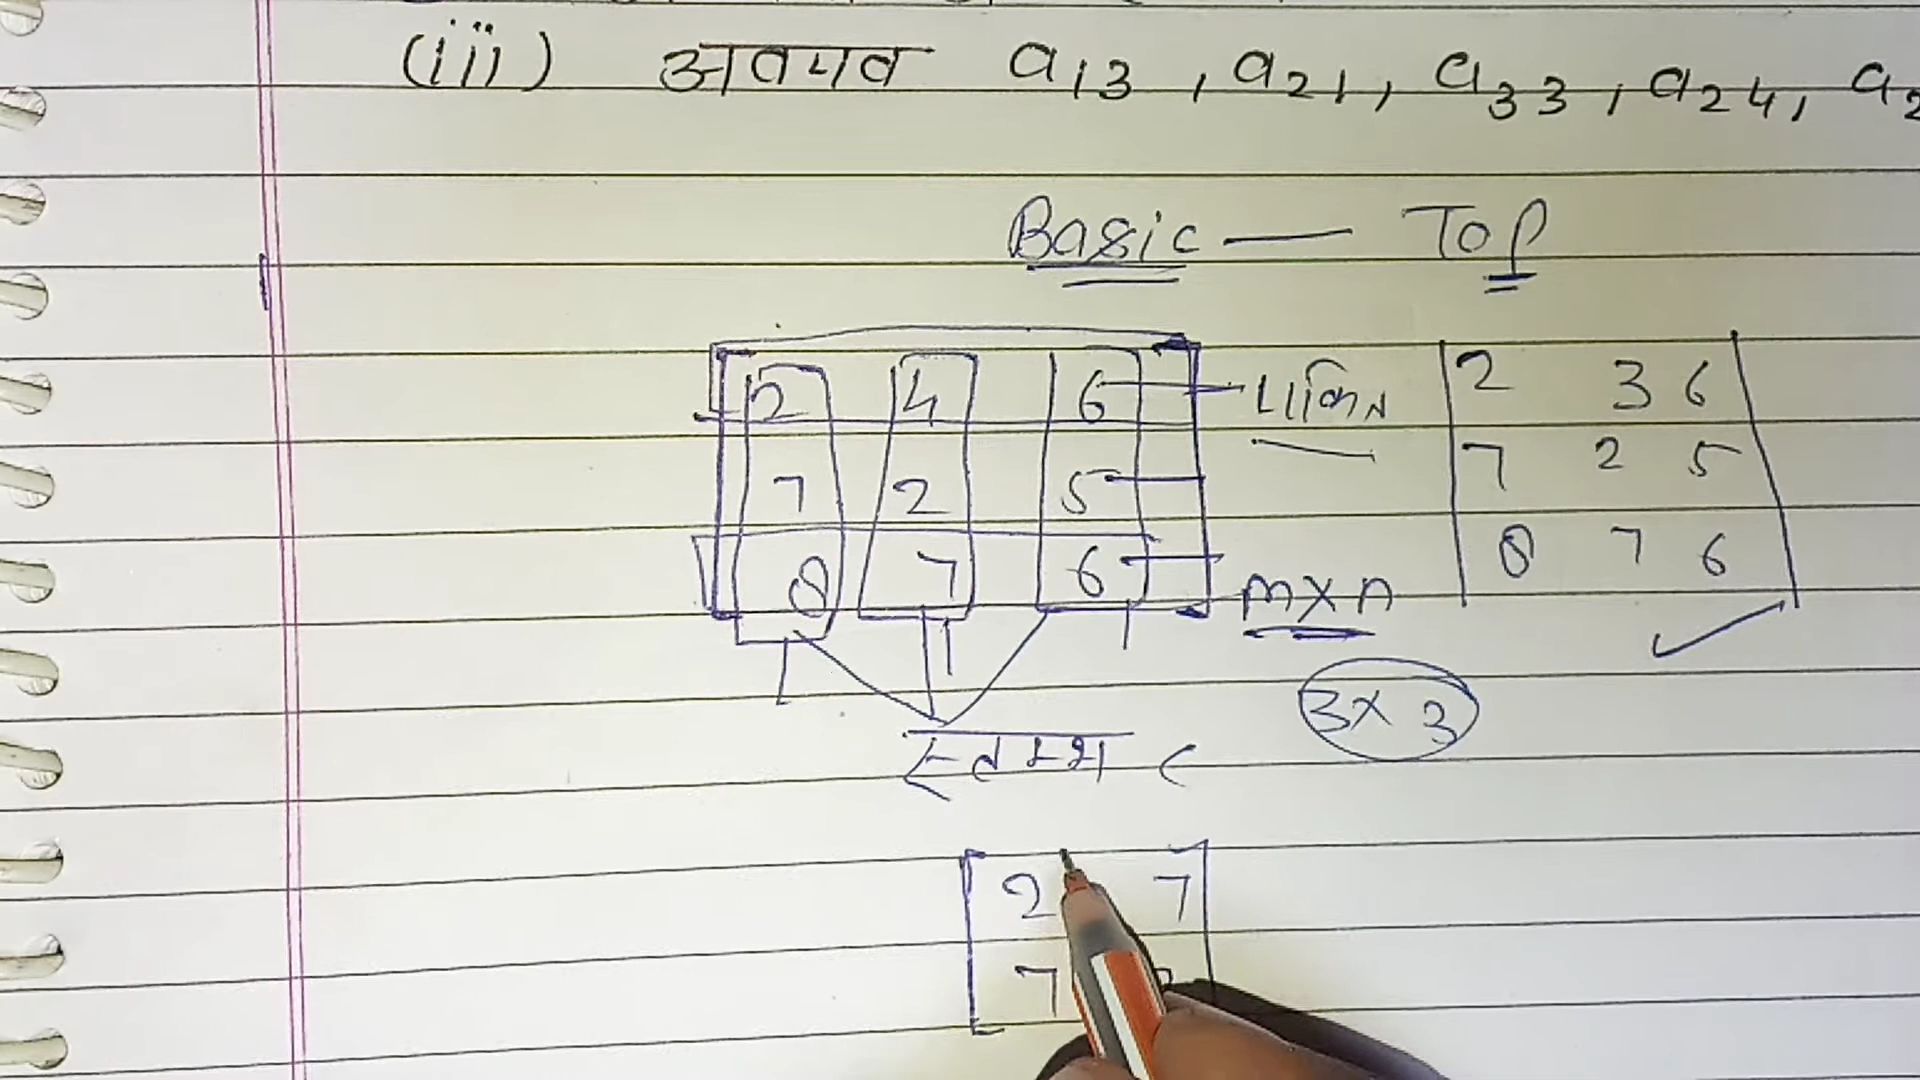 (iii) अवयव a13 , a21, a33 , a24, a2
Basic — Top
2 4 6
7 2 5
8 7 6
m x n
2 3 6
7 2 5
8 7 6
3 x 3
2 7
7